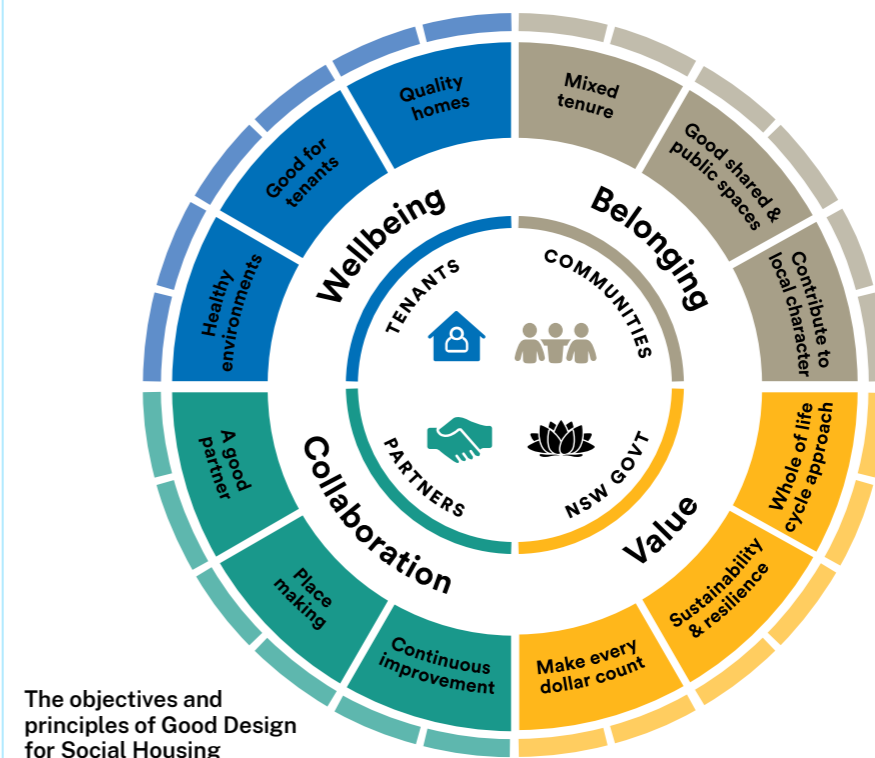 Quality
homes
Mixed
tenure
Good for
tenants
Good shared &
public spaces
Healthy
environments
Contribute to
local character
Wellbeing
Belonging
TENANTS
COMMUNITIES
PARTNERS
NSW GOVT
Collaboration
Value
A good
partner
Whole of life
cycle approach
Place
making
Sustainability
& resilience
Continuous
improvement
Make every
dollar count
The objectives and
principles of Good Design
for Social Housing